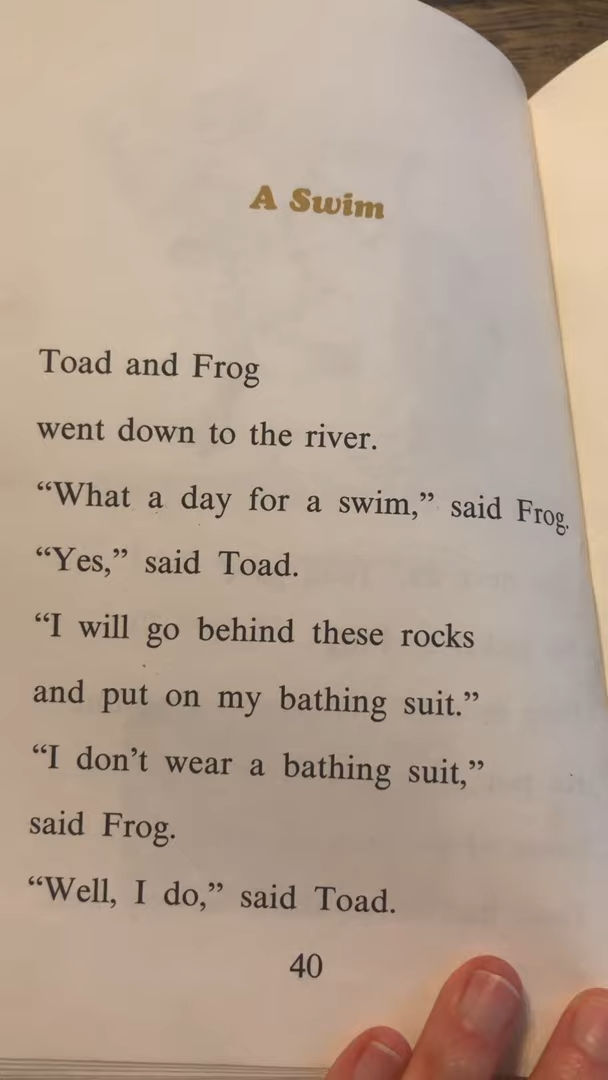 A Swim
Toad and Frog
went down to the river.
“What a day for a swim,” said Frog.
“Yes,” said Toad.
“I will go behind these rocks
and put on my bathing suit.”
“I don’t wear a bathing suit,”
said Frog.
“Well, I do,” said Toad.
40